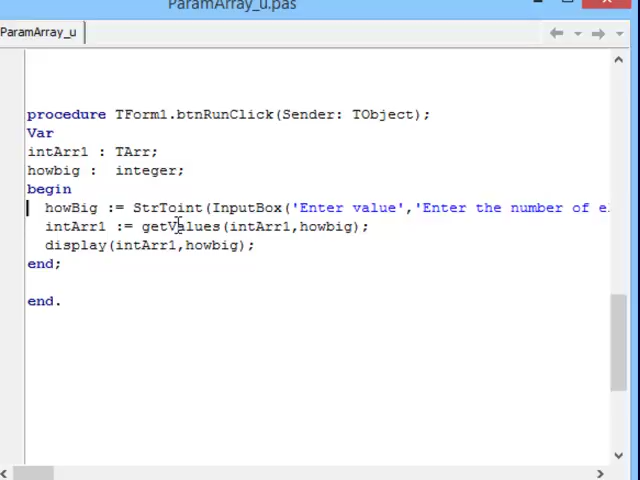 ParamArray_u.pas
ParamArray_u
procedure TForm1.btnRunClick(Sender: TObject);
Var
intArr1 : TArr;
howbig :  integer;
begin
howBig := StrToint(InputBox('Enter value','Enter the number of e
intArr1 := getValues(intArr1,howbig);
display(intArr1,howbig);
end;
end.